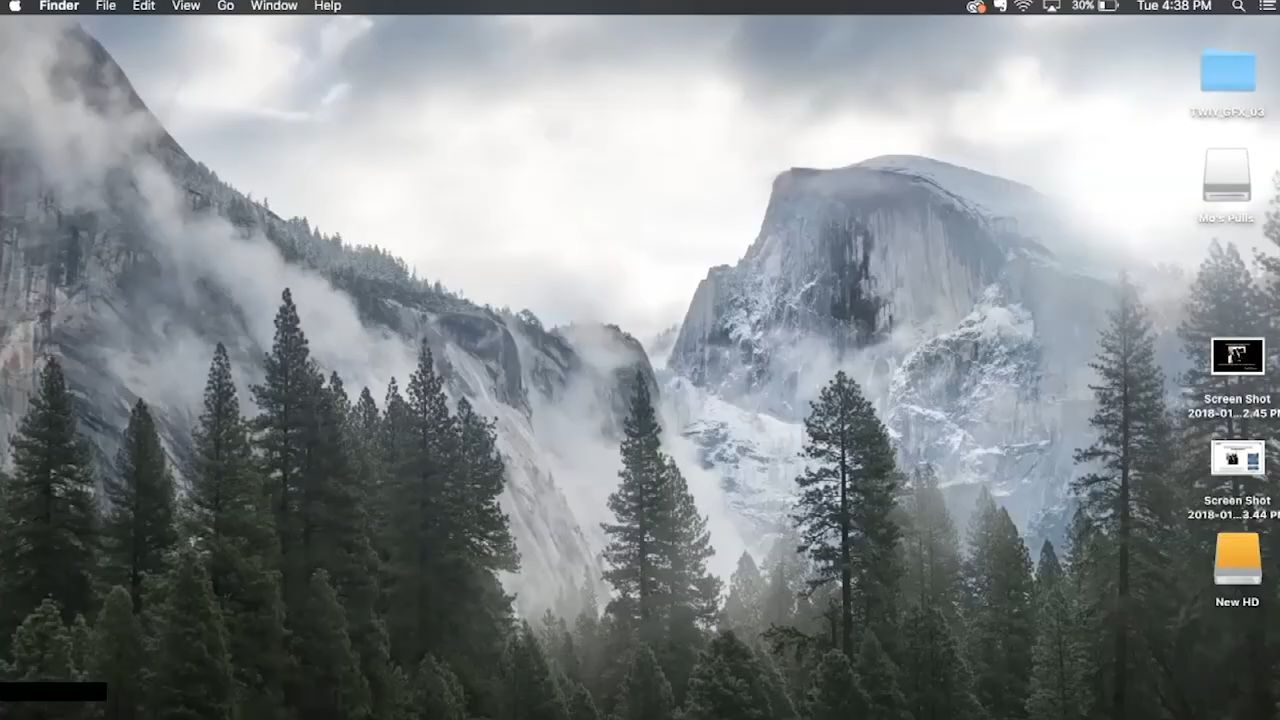 Finder File Edit View Go Window Help 30% Tue 4:38 PM
TWIY_GFX_03
Mo's Pulls
Screen Shot
2018-01...2.45 PM
Screen Shot
2018-01...3.44 PM
New HD